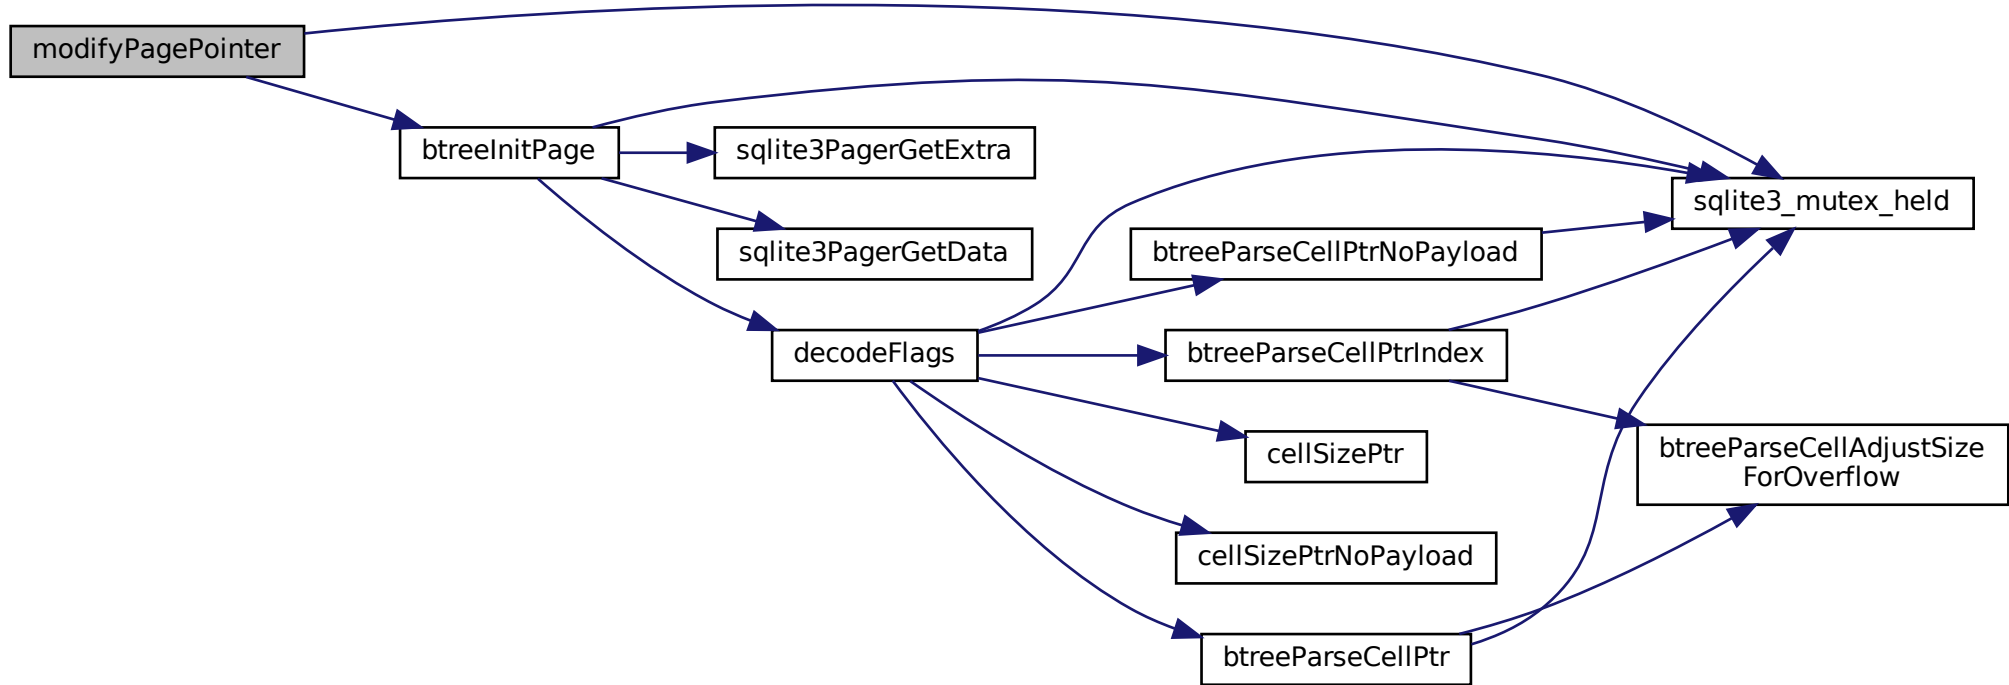 modifyPagePointer
btreeInitPage
sqlite3PagerGetExtra
sqlite3_mutex_held
sqlite3PagerGetData
btreeParseCellPtrNoPayload
decodeFlags
btreeParseCellPtrIndex
cellSizePtr
btreeParseCellAdjustSize
ForOverflow
cellSizePtrNoPayload
btreeParseCellPtr